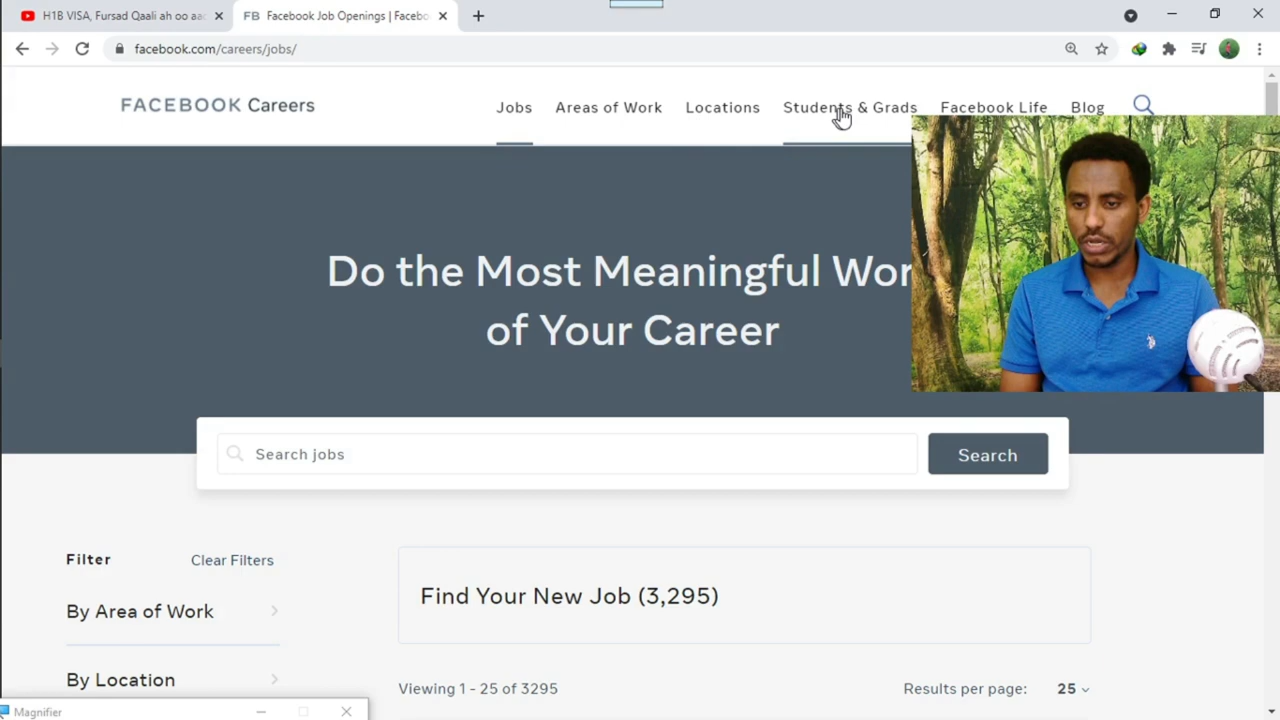 H1B VISA, Fursad Qaali ah oo aad
FB Facebook Job Openings | Facebo
facebook.com/careers/jobs/
FACEBOOK Careers
Jobs Areas of Work Locations Students & Grads Facebook Life Blog
Do the Most Meaningful Wor
of Your Career
Search jobs
Search
Filter Clear Filters
Find Your New Job (3,295)
By Area of Work
By Location
Viewing 1 - 25 of 3295
Results per page: 25
Magnifier